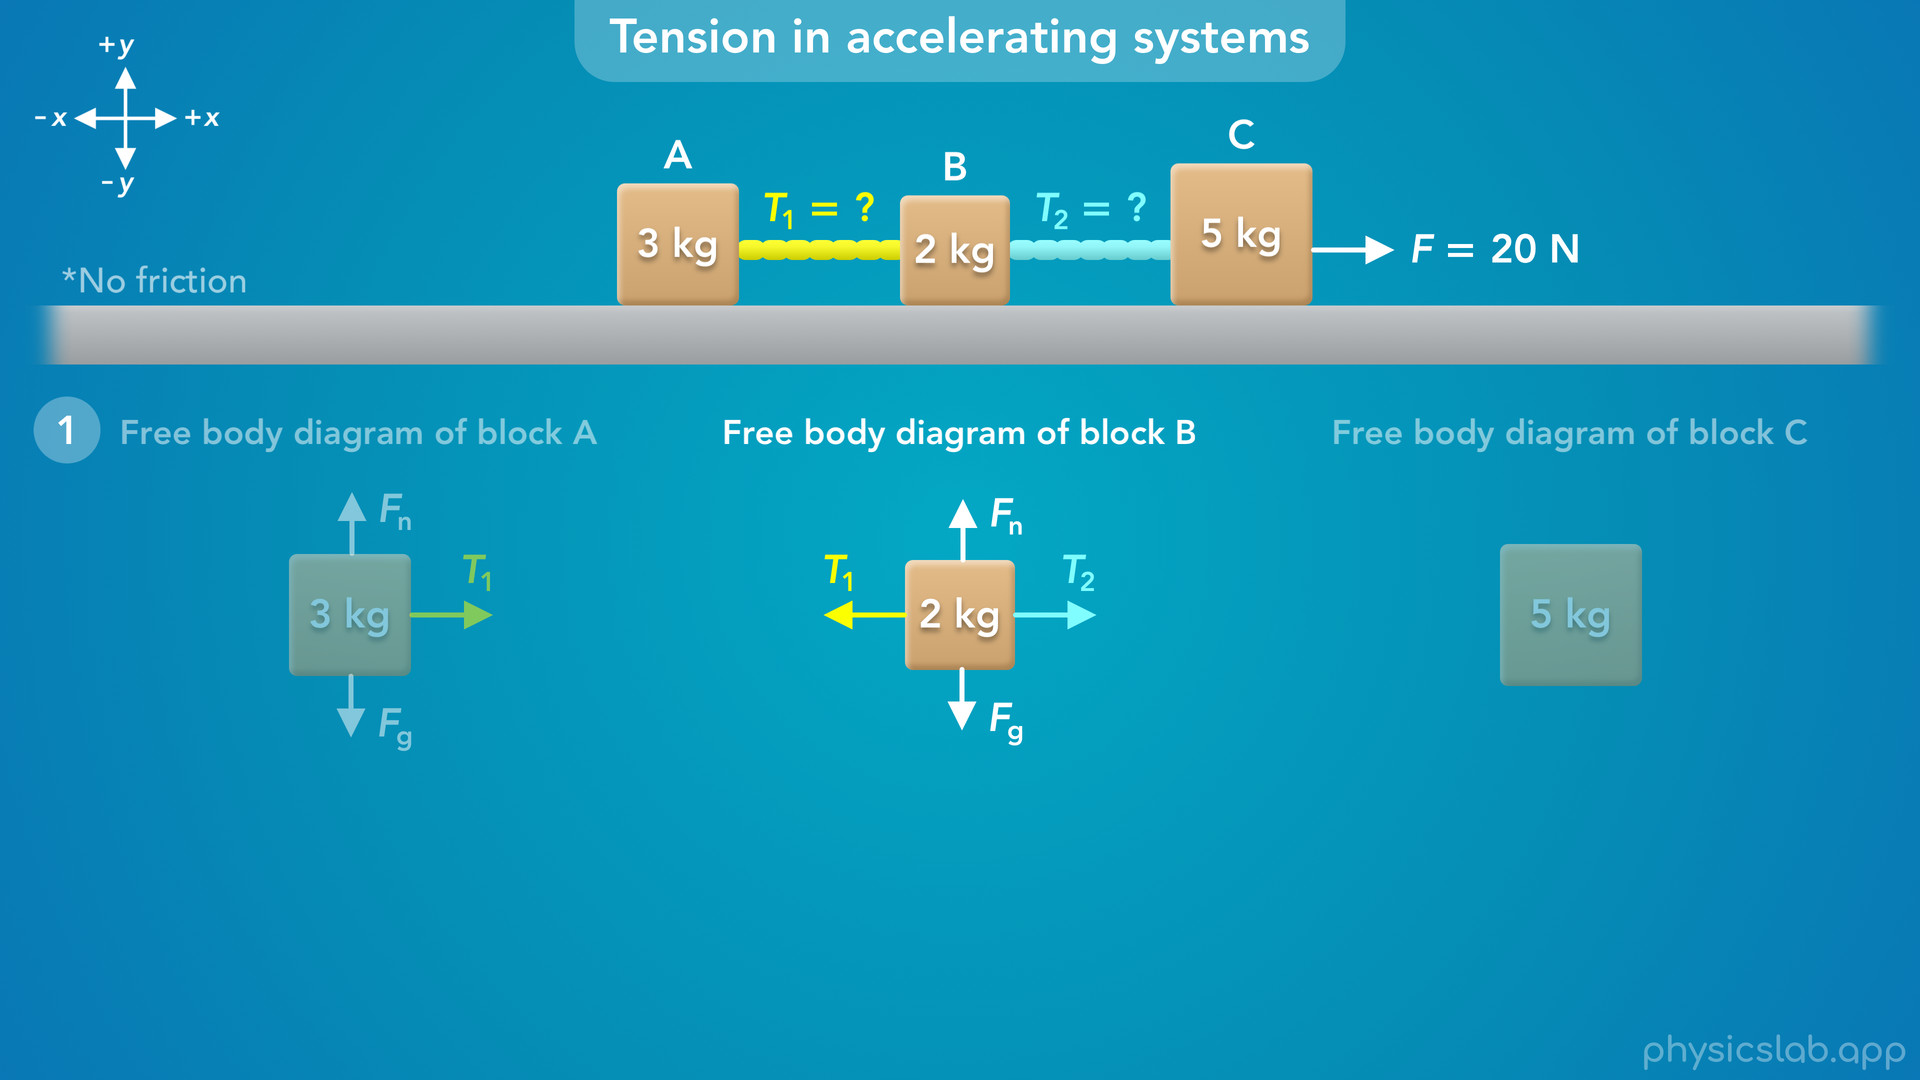 Tension in accelerating systems
+y
-x
+x
-y
A
B
C
T1 = ?
T2 = ?
3 kg
2 kg
5 kg
F = 20 N
*No friction
1
Free body diagram of block A
Free body diagram of block B
Free body diagram of block C
Fn
T1
3 kg
Fg
Fn
T1
T2
2 kg
Fg
5 kg
physicslab.app